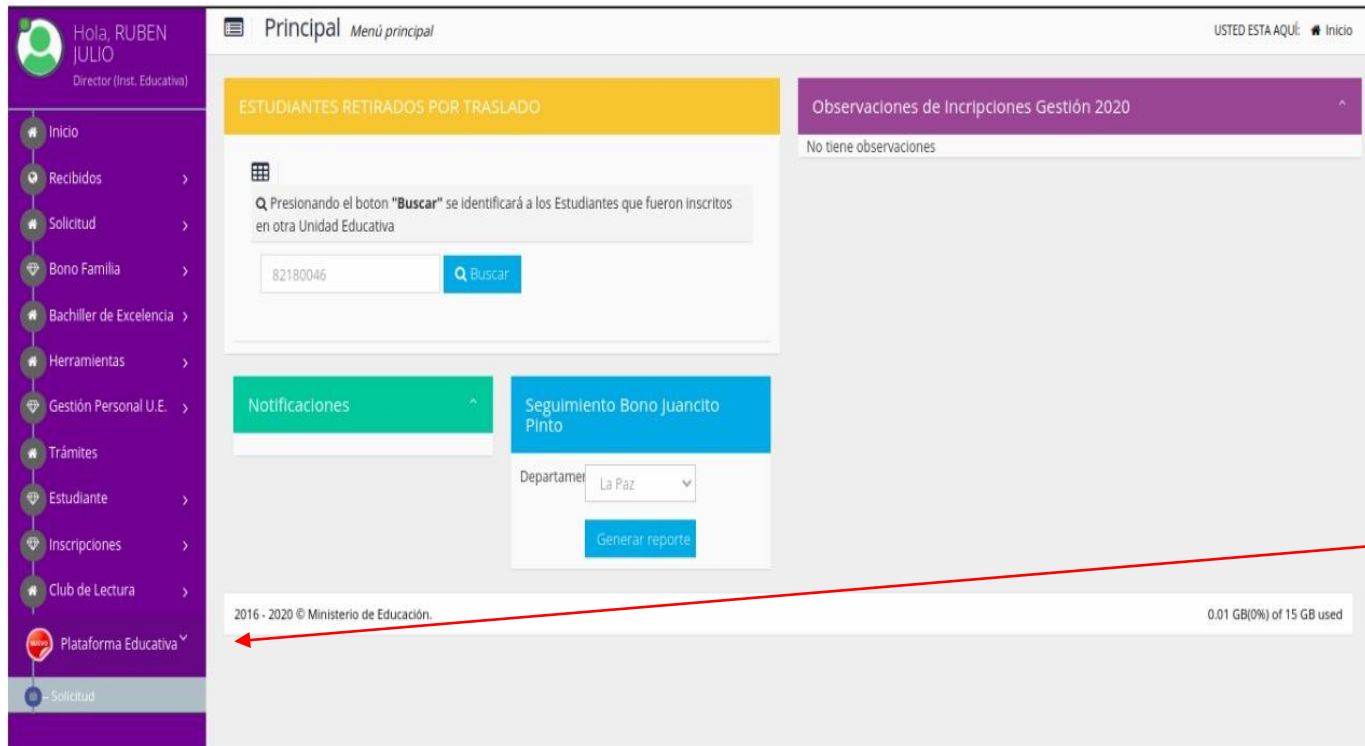 Hola, RUBEN
JULIO
Director (Inst. Educativa)
Inicio
Recibidos
Solicitud
Bono Familia
Bachiller de Excelencia
Herramientas
Gestión Personal U.E.
Trámites
Estudiante
Inscripciones
Club de Lectura
NUEVO
Plataforma Educativa
– Solicitud
Principal Menú principal
USTED ESTA AQUÍ: Inicio
ESTUDIANTES RETIRADOS POR TRASLADO
Presionando el boton "Buscar" se identificará a los Estudiantes que fueron inscritos
en otra Unidad Educativa
82180046
Buscar
Observaciones de Incripciones Gestión 2020
No tiene observaciones
Notificaciones
Seguimiento Bono Juancito
Pinto
Departamen
La Paz
Generar reporte
2016 - 2020 © Ministerio de Educación.
0.01 GB(0%) of 15 GB used